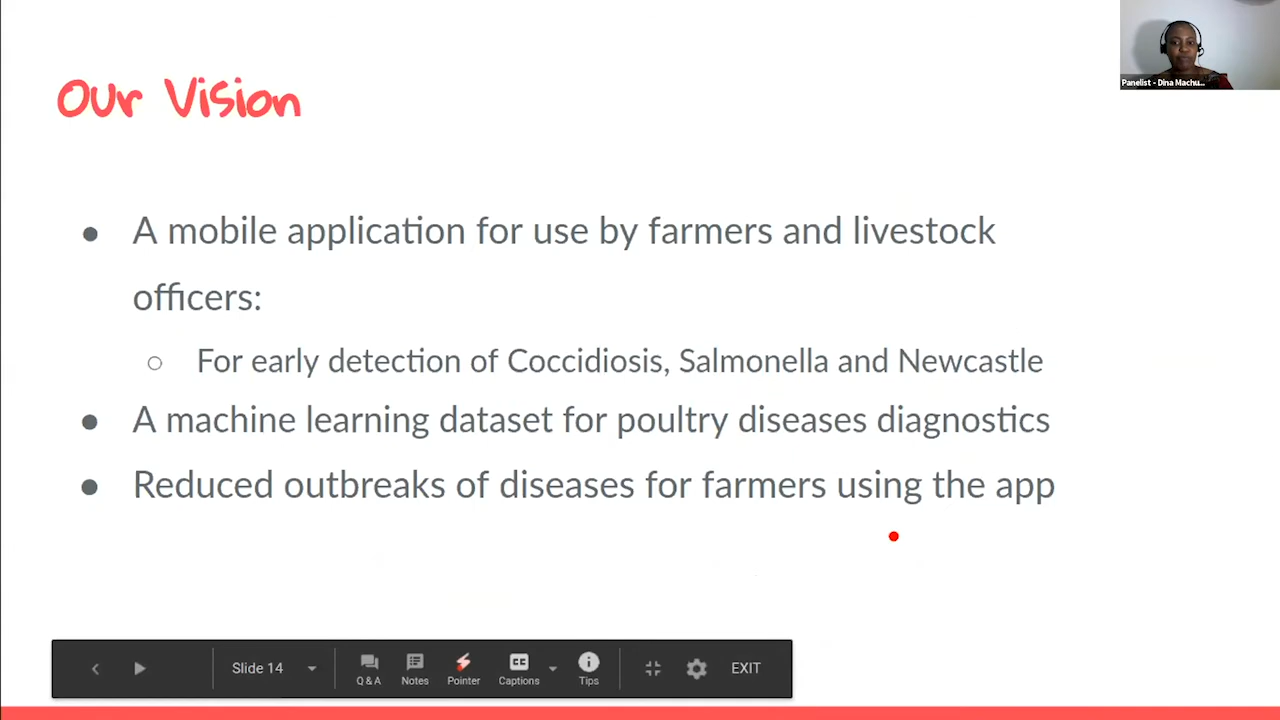 Our Vision
Panelist - Dina Machu...
● A mobile application for use by farmers and livestock
officers:
○ For early detection of Coccidiosis, Salmonella and Newcastle
● A machine learning dataset for poultry diseases diagnostics
● Reduced outbreaks of diseases for farmers using the app
Slide 14
Q & A
Notes
Pointer
CC
Captions
Tips
EXIT